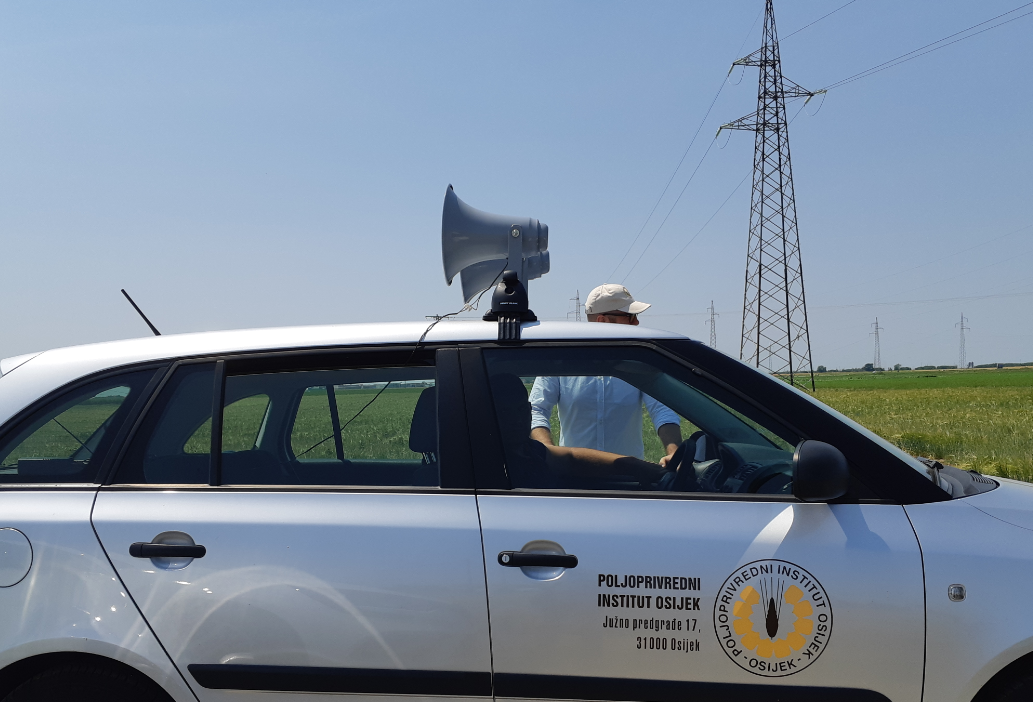 POLJOPRIVREDNI
INSTITUT OSIJEK
Južno predgrađe 17,
31000 Osijek
POLJOPRIVREDNI INSTITUT OSIJEK
- OSIJEK -